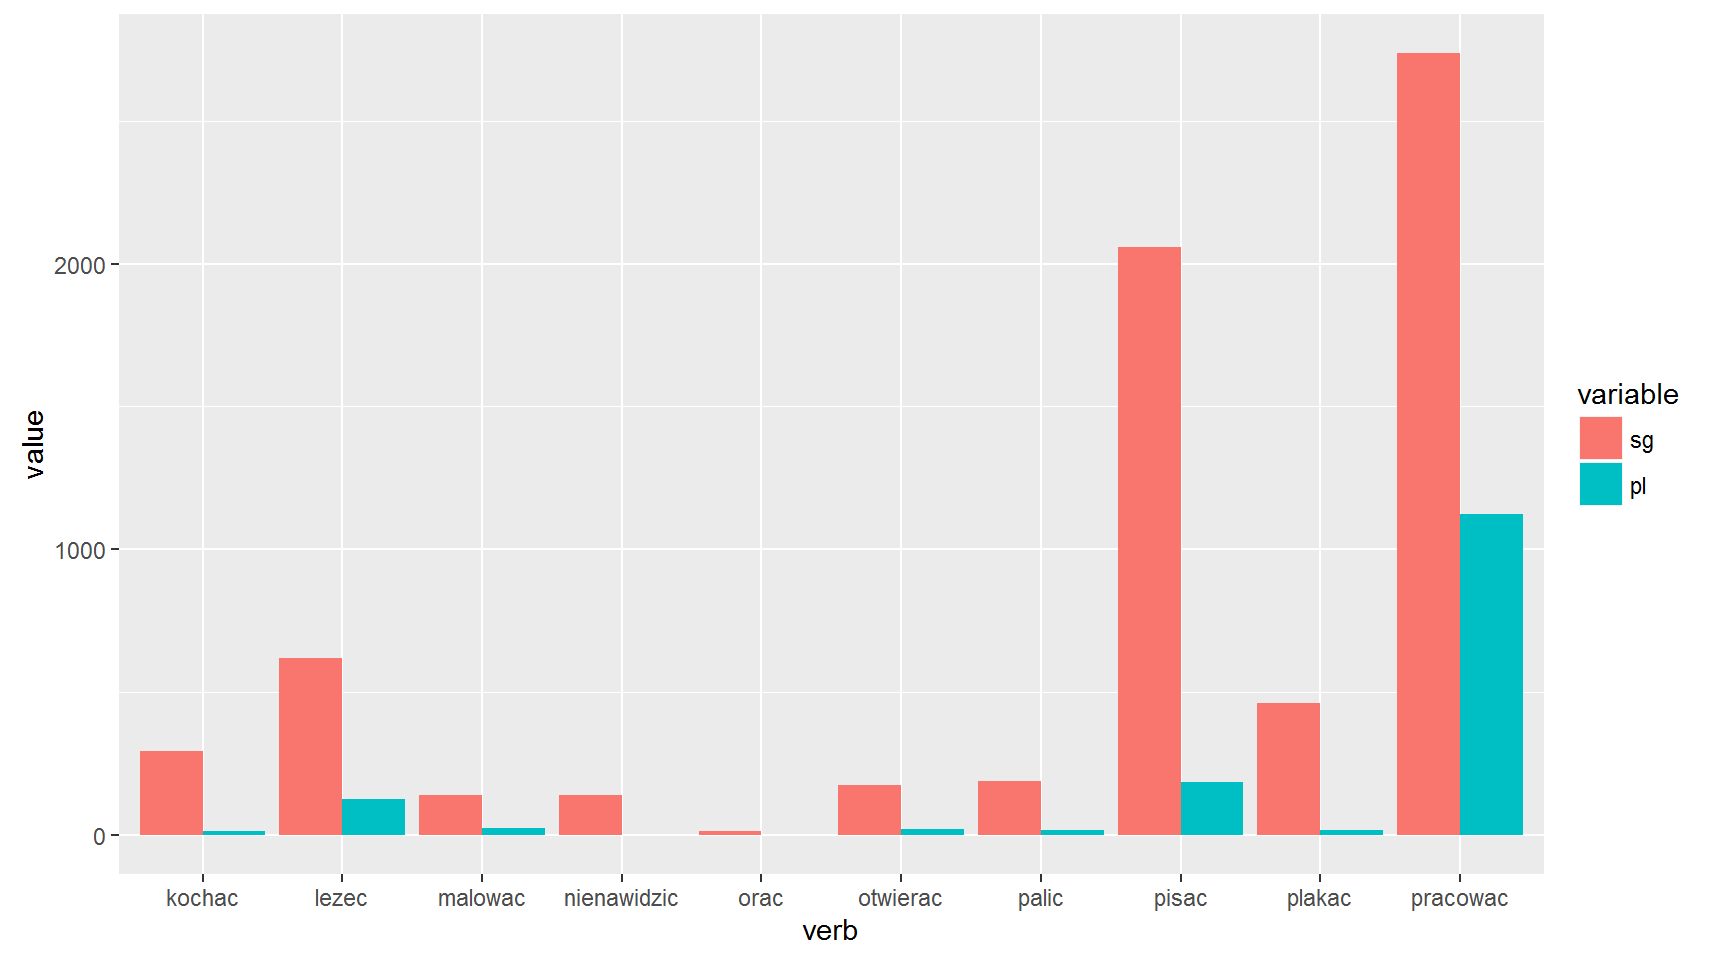 value
2000
1000
0
kochac lezec malowac nienawidzic orac otwierac palic pisac plakac pracowac
verb
variable
sg
pl